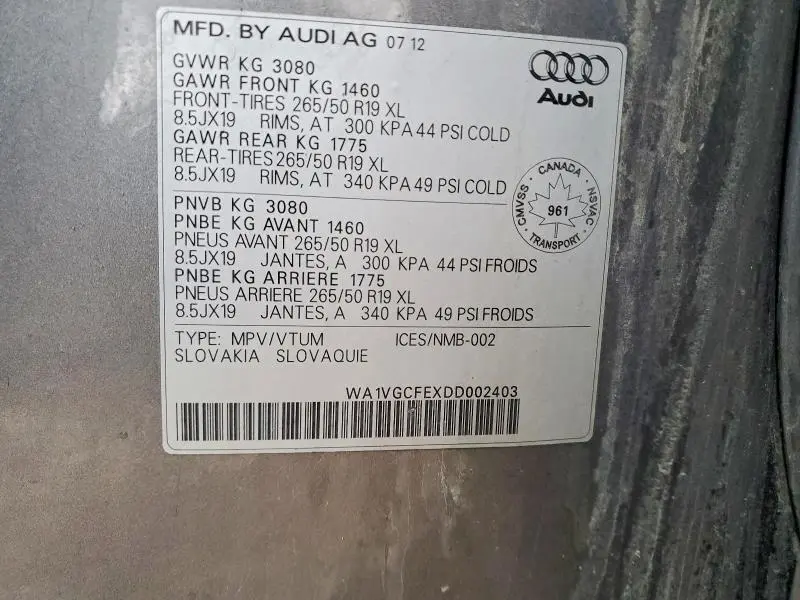 MFD. BY AUDI AG 07 12
GVWR KG 3080
GAWR FRONT KG 1460
FRONT-TIRES 265/50 R19 XL
8.5JX19 RIMS, AT 300 KPA 44 PSI COLD
GAWR REAR KG 1775
REAR-TIRES 265/50 R19 XL
8.5JX19 RIMS, AT 340 KPA 49 PSI COLD
Audi
CANADA
CMVSS 961 NSVAC
TRANSPORT
PNVB KG 3080
PNBE KG AVANT 1460
PNEUS AVANT 265/50 R19 XL
8.5JX19 JANTES, A 300 KPA 44 PSI FROIDS
PNBE KG ARRIERE 1775
PNEUS ARRIERE 265/50 R19 XL
8.5JX19 JANTES, A 340 KPA 49 PSI FROIDS
TYPE: MPV/VTUM ICES/NMB-002
SLOVAKIA SLOVAQUIE
WA1VGCFEXDD002403